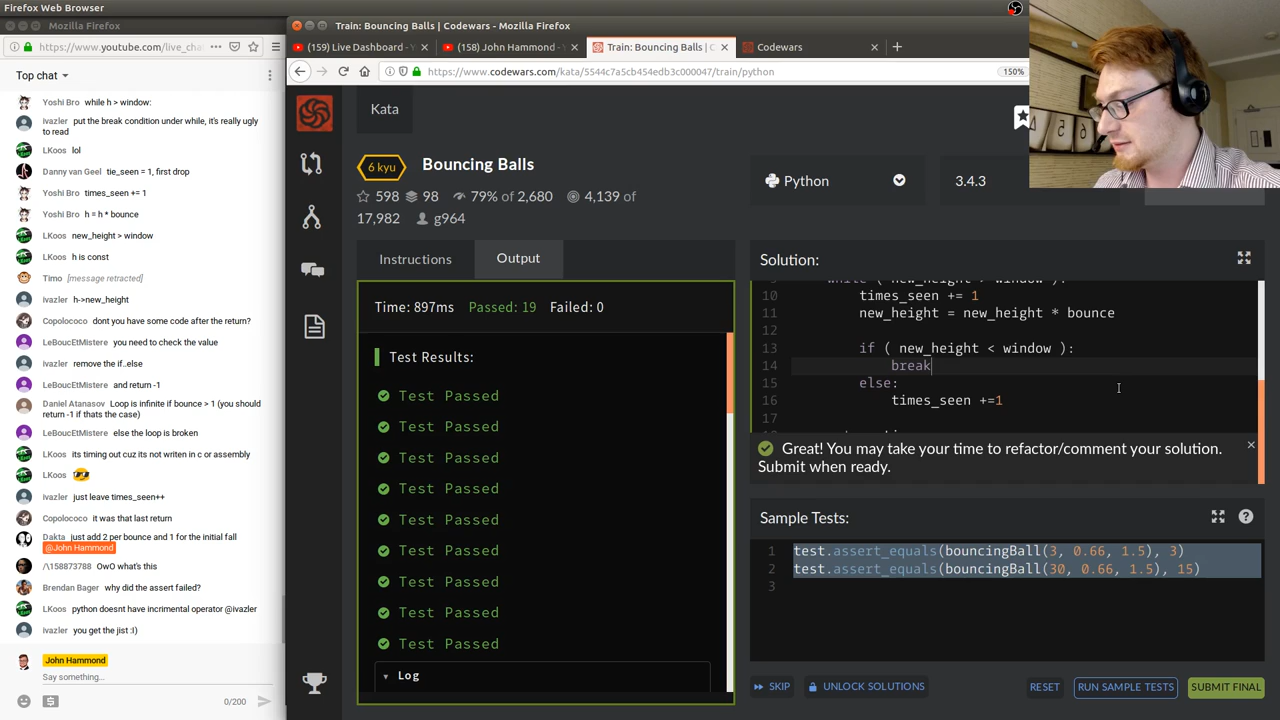 Firefox Web Browser
Mozilla Firefox
https://www.youtube.com/live_cha
Top chat
Yoshi Bro while h > window:
ivazler put the break condition under while, it's really ugly
to read
LKoos lol
Danny van Geel tie_seen = 1, first drop
Yoshi Bro times_seen += 1
Yoshi Bro h = h * bounce
LKoos new_height > window
LKoos h is const
Timo [message retracted]
ivazler h->new_height
Copolococo dont you have some code after the return?
LeBoucEtMistere you need to check the value
ivazler remove the if..else
LeBoucEtMistere and return -1
Daniel Atanasov Loop is infinite if bounce > 1 (you should
return -1 if thats the case)
LeBoucEtMistere else the loop is broken
LKoos its timing out cuz its not writen in c or assembly
LKoos 😎
ivazler just leave times_seen++
Copolococo it was that last return
Dakta just add 2 per bounce and 1 for the initial fall
@John Hammond
/\158873788 OwO what's this
Brendan Bager why did the assert failed?
LKoos python doesnt have incrimental operator @ivazler
ivazler you get the jist :l)
John Hammond
Say something...
0/200
Train: Bouncing Balls | Codewars - Mozilla Firefox
(159) Live Dashboard - Y
(158) John Hammond -
Train: Bouncing Balls | C
Codewars
https://www.codewars.com/kata/5544c7a5cb454edb3c000047/train/python
150%
Kata
6 kyu
Bouncing Balls
598 98 79% of 2,680 4,139 of
17,982 g964
Python
3.4.3
Instructions
Output
Time: 897ms Passed: 19 Failed: 0
Test Results:
Test Passed
Test Passed
Test Passed
Test Passed
Test Passed
Test Passed
Test Passed
Test Passed
Test Passed
Log
Solution:
while ( new_height > window ):
10 times_seen += 1
11 new_height = new_height * bounce
12
13 if ( new_height < window ):
14 break
15 else:
16 times_seen +=1
17
Great! You may take your time to refactor/comment your solution.
Submit when ready.
Sample Tests:
1 test.assert_equals(bouncingBall(3, 0.66, 1.5), 3)
2 test.assert_equals(bouncingBall(30, 0.66, 1.5), 15)
3
SKIP
UNLOCK SOLUTIONS
RESET
RUN SAMPLE TESTS
SUBMIT FINAL